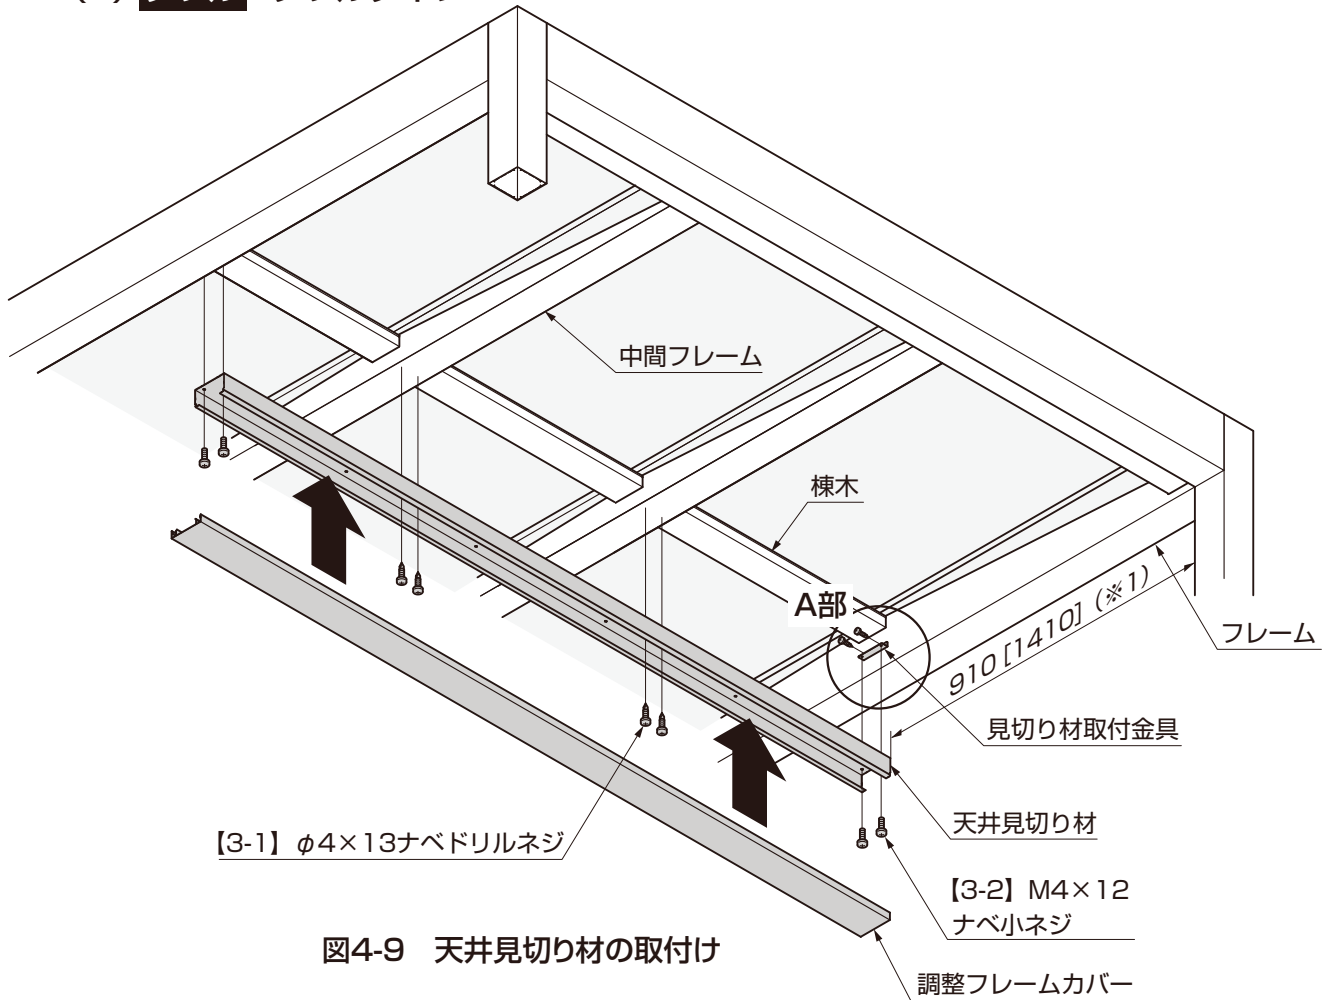 中間フレーム
棟木
A部
910 [1410] (※1)
フレーム
見切り材取付金具
天井見切り材
【3-1】φ4×13ナベドリルネジ
【3-2】M4×12
ナベ小ネジ
図4-9 天井見切り材の取付け
調整フレームカバー